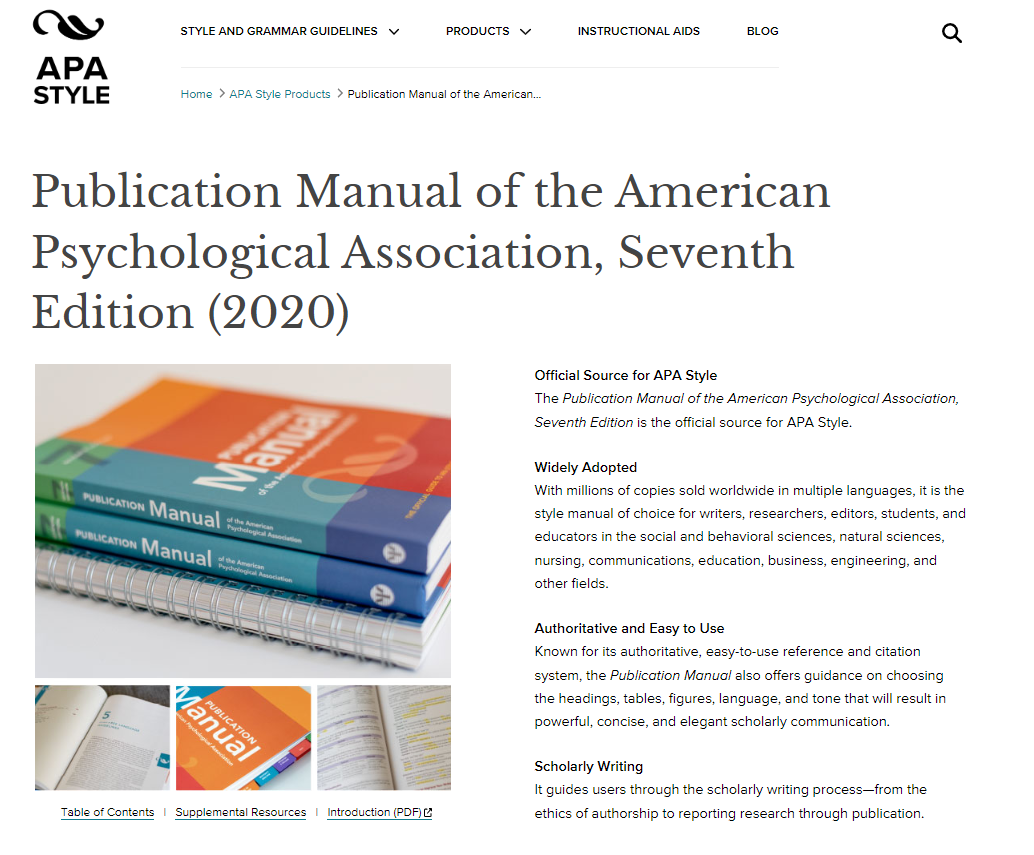 APA
STYLE
STYLE AND GRAMMAR GUIDELINES
PRODUCTS
INSTRUCTIONAL AIDS
BLOG
Home > APA Style Products > Publication Manual of the American...
Publication Manual of the American
Psychological Association, Seventh
Edition (2020)
PUBLICATION
Manual
of the American
Psychological Association
PUBLICATION Manual of the American
Psychological Association
PUBLICATION Manual of the American
Psychological Association
5
PUBLICATION
Manual
Table of Contents | Supplemental Resources | Introduction (PDF)
Official Source for APA Style
The Publication Manual of the American Psychological Association,
Seventh Edition is the official source for APA Style.
Widely Adopted
With millions of copies sold worldwide in multiple languages, it is the
style manual of choice for writers, researchers, editors, students, and
educators in the social and behavioral sciences, natural sciences,
nursing, communications, education, business, engineering, and
other fields.
Authoritative and Easy to Use
Known for its authoritative, easy-to-use reference and citation
system, the Publication Manual also offers guidance on choosing
the headings, tables, figures, language, and tone that will result in
powerful, concise, and elegant scholarly communication.
Scholarly Writing
It guides users through the scholarly writing process—from the
ethics of authorship to reporting research through publication.